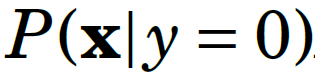 P(x|y = 0)